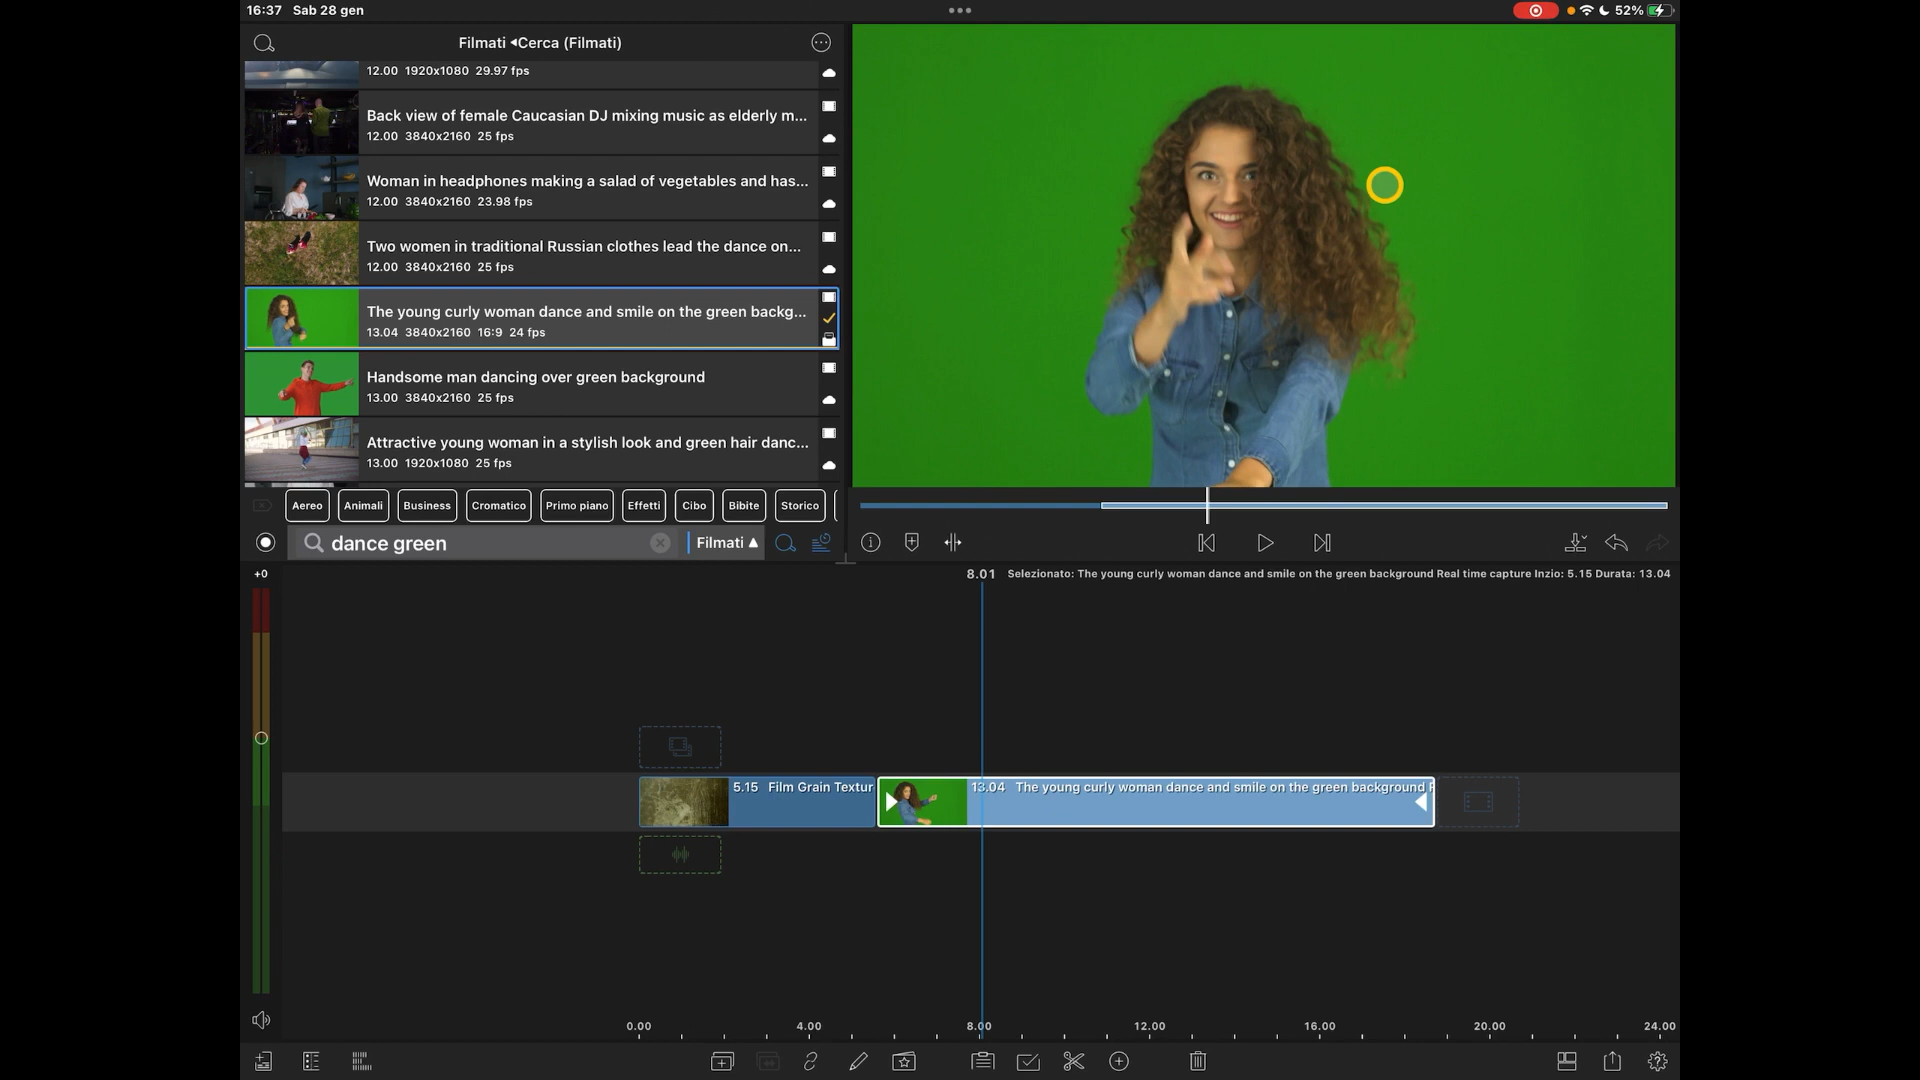 16:37 Sab 28 gen
52%
Filmati ◂Cerca (Filmati)
12.00 1920x1080 29.97 fps
Back view of female Caucasian DJ mixing music as elderly m...
12.00 3840x2160 25 fps
Woman in headphones making a salad of vegetables and has...
12.00 3840x2160 23.98 fps
Two women in traditional Russian clothes lead the dance on...
12.00 3840x2160 25 fps
The young curly woman dance and smile on the green backg...
13.04 3840x2160 16:9 24 fps
Handsome man dancing over green background
13.00 3840x2160 25 fps
Attractive young woman in a stylish look and green hair danc...
13.00 1920x1080 25 fps
Aereo Animali Business Cromatico Primo piano Effetti Cibo Bibite Storico
dance green
Filmati ▲
+0
8.01 Selezionato: The young curly woman dance and smile on the green background Real time capture Inzio: 5.15 Durata: 13.04
5.15 Film Grain Textur
13.04 The young curly woman dance and smile on the green background
0.00 4.00 8.00 12.00 16.00 20.00 24.00